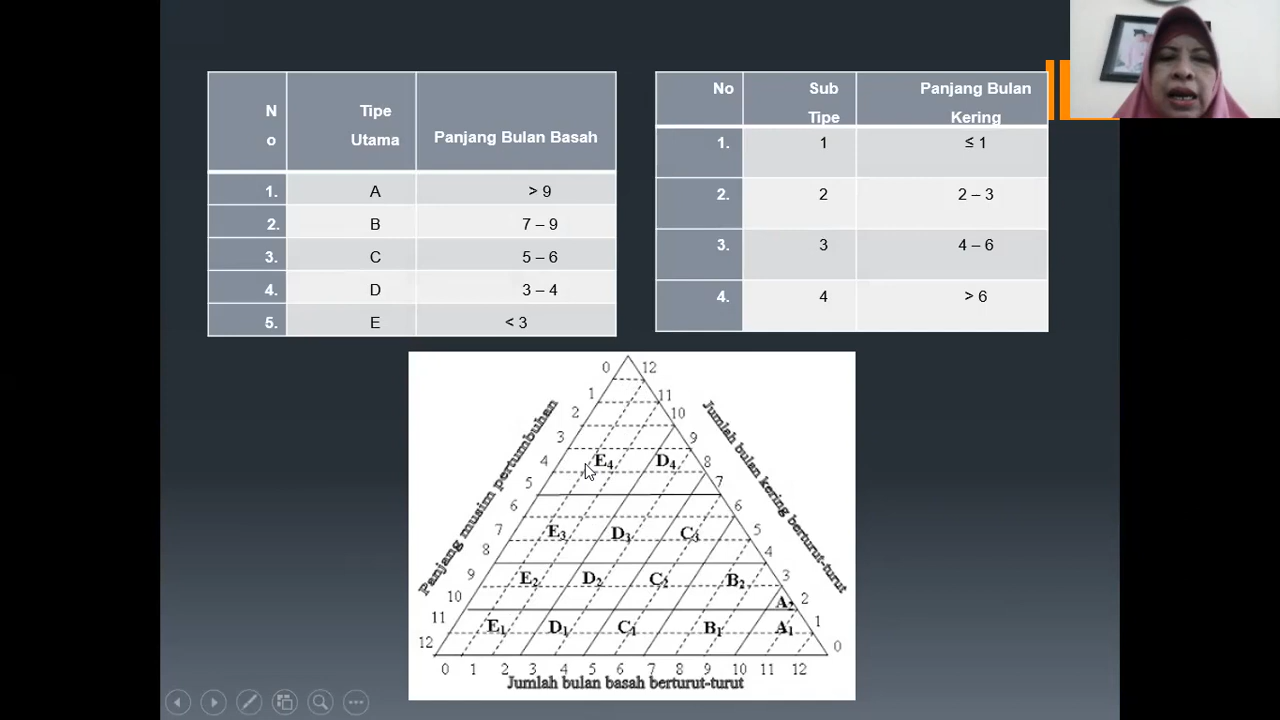 N
o
Tipe
Utama
Panjang Bulan Basah
1.
A
> 9
2.
B
7 – 9
3.
C
5 – 6
4.
D
3 – 4
5.
E
< 3
No
Sub
Tipe
Panjang Bulan
Kering
1.
1
≤ 1
2.
2
2 – 3
3.
3
4 – 6
4.
4
> 6
Panjang musim pertumbuhan
0
1
2
3
4
5
6
7
8
9
10
11
12
Jumlah bulan kering berturut-turut
12
11
10
9
8
7
6
5
4
3
2
1
0
E4 D4
E3 D3 C3
E2 D2 C2 B2
A2
E1 D1 C1 B1 A1
0 1 2 3 4 5 6 7 8 9 10 11 12
Jumlah bulan basah berturut-turut